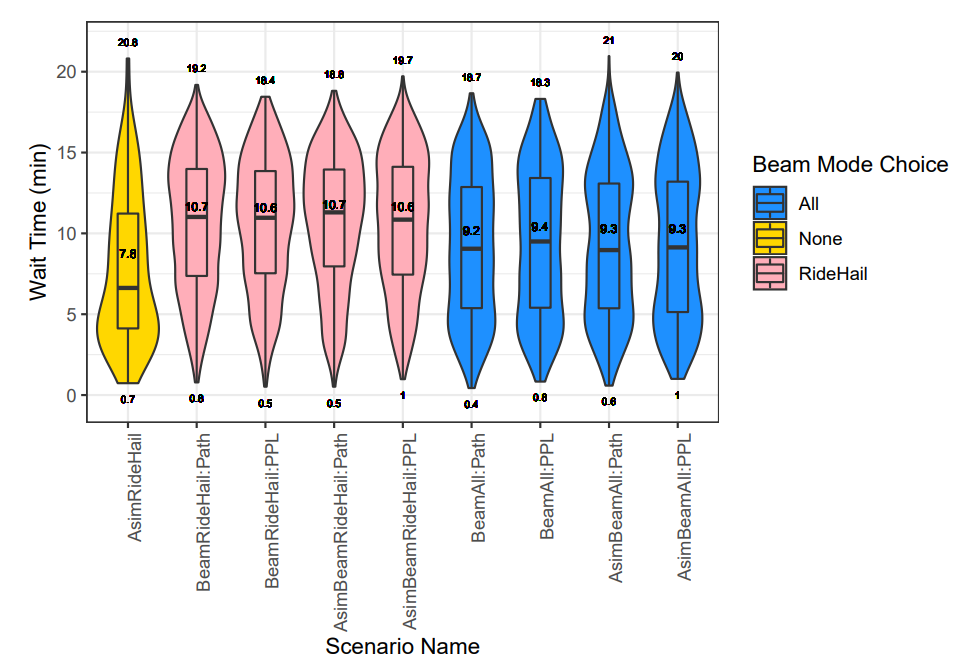 20.8
19.2
18.4
18.8
19.7
18.7
18.3
21
20
20
15
10
5
0
Wait Time (min)
7.8
10.7
10.6
10.7
10.6
9.2
9.4
9.3
9.3
0.7
0.8
0.5
0.5
1
0.4
0.8
0.6
1
AsimRideHail
BeamRideHail:Path
BeamRideHail:PPL
AsimBeamRideHail:Path
AsimBeamRideHail:PPL
BeamAll:Path
BeamAll:PPL
AsimBeamAll:Path
AsimBeamAll:PPL
Scenario Name
Beam Mode Choice
All
None
RideHail